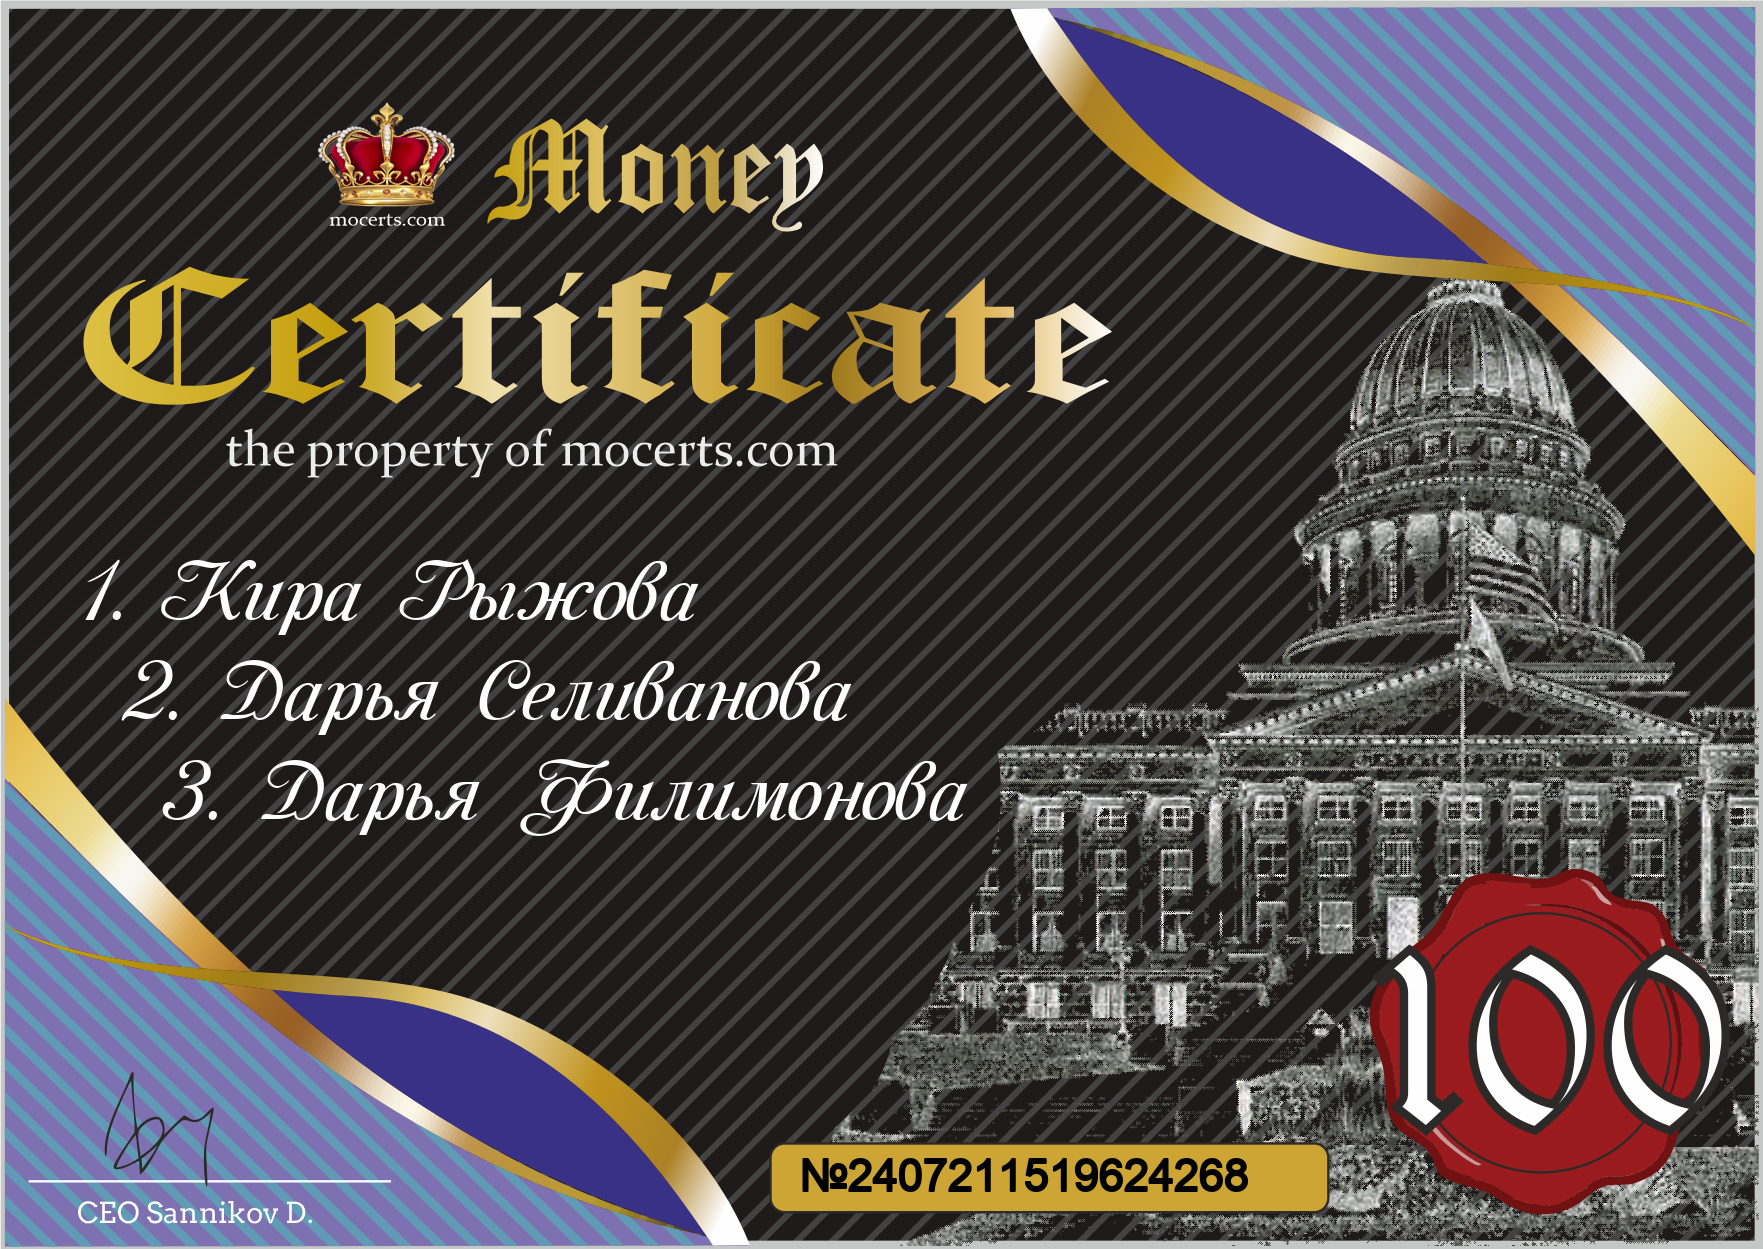 mocerts.com
Money
Certificate
the property of mocerts.com
1. Кира Рыжова
2. Дарья Селиванова
3. Дарья Филимонова
100
№2407211519624268
CEO Sannikov D.